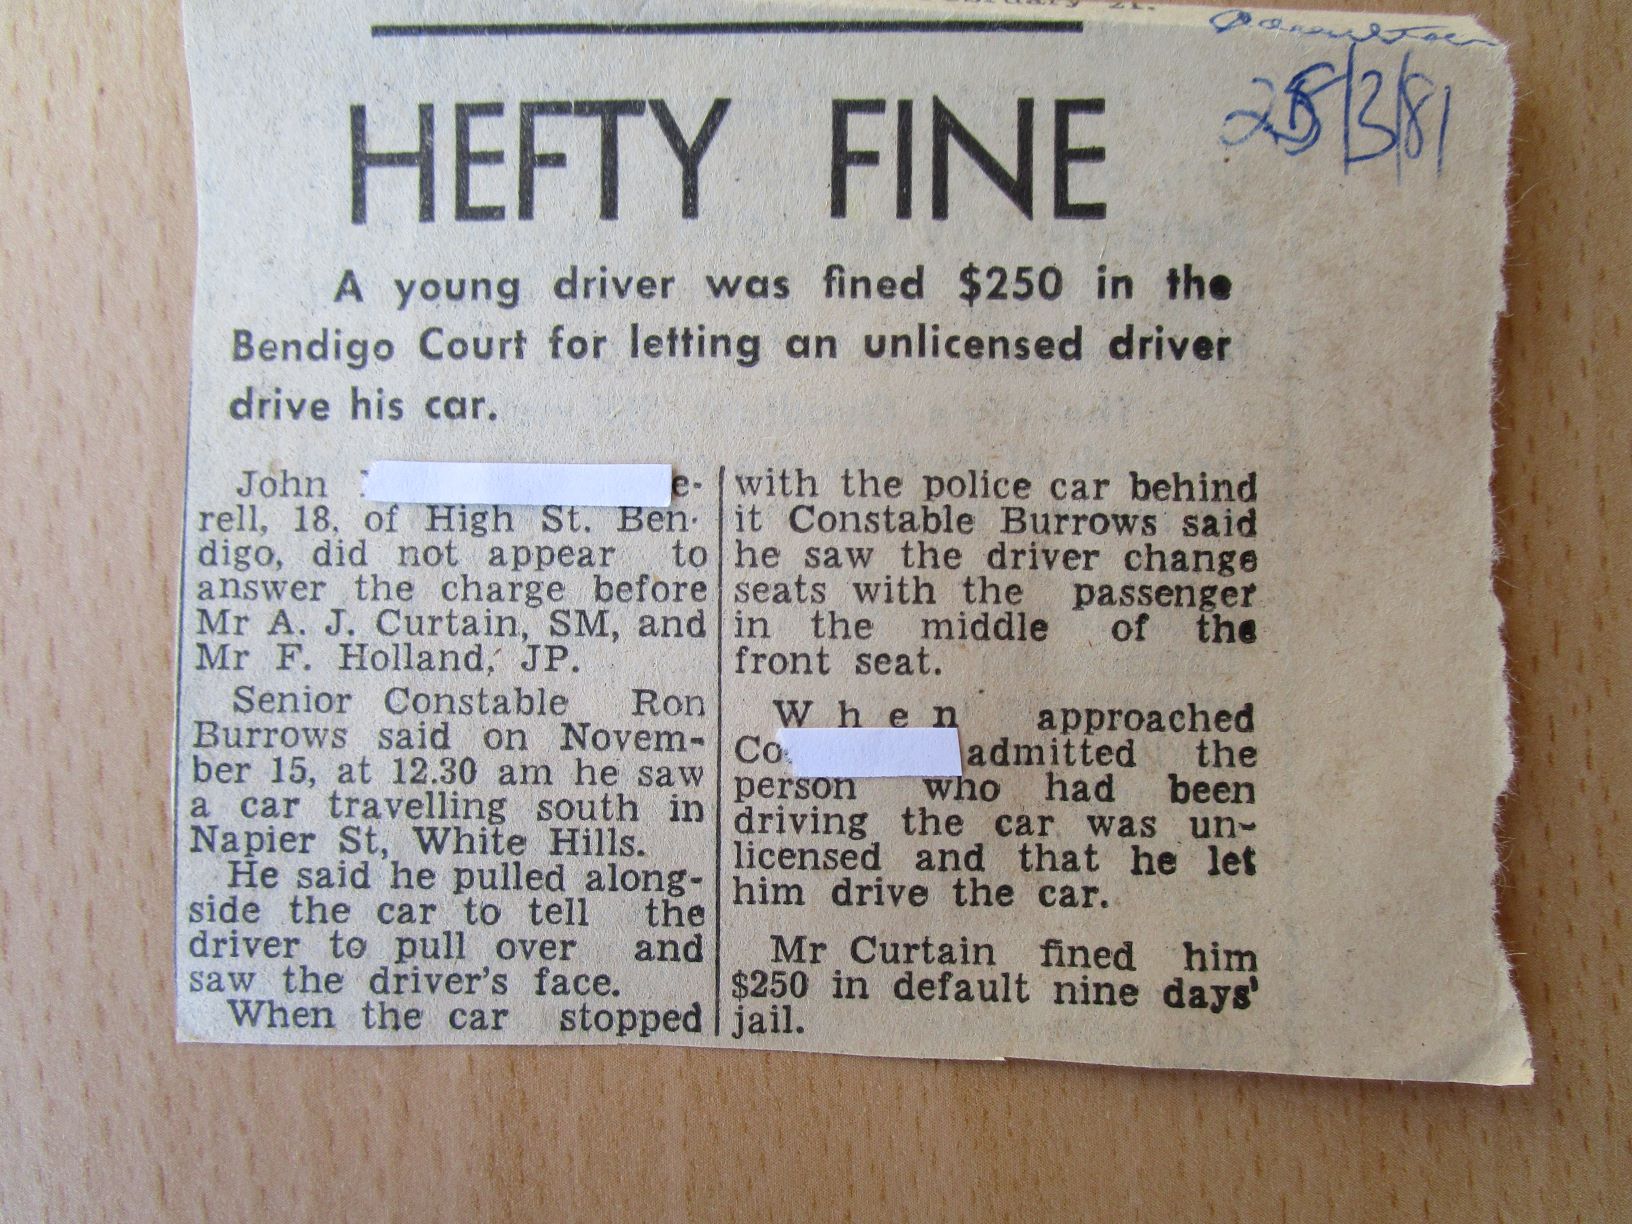 25/3/81
HEFTY FINE
A young driver was fined $250 in the
Bendigo Court for letting an unlicensed driver
drive his car.
John e-
rell, 18, of High St. Ben-
digo, did not appear to
answer the charge before
Mr A. J. Curtain, SM, and
Mr F. Holland, JP.
Senior Constable Ron
Burrows said on Novem-
ber 15, at 12.30 am he saw
a car travelling south in
Napier St, White Hills.
He said he pulled along-
side the car to tell the
driver to pull over and
saw the driver's face.
When the car stopped
with the police car behind
it Constable Burrows said
he saw the driver change
seats with the passenger
in the middle of the
front seat.
When approached
Co admitted the
person who had been
driving the car was un-
licensed and that he let
him drive the car.
Mr Curtain fined him
$250 in default nine days'
jail.